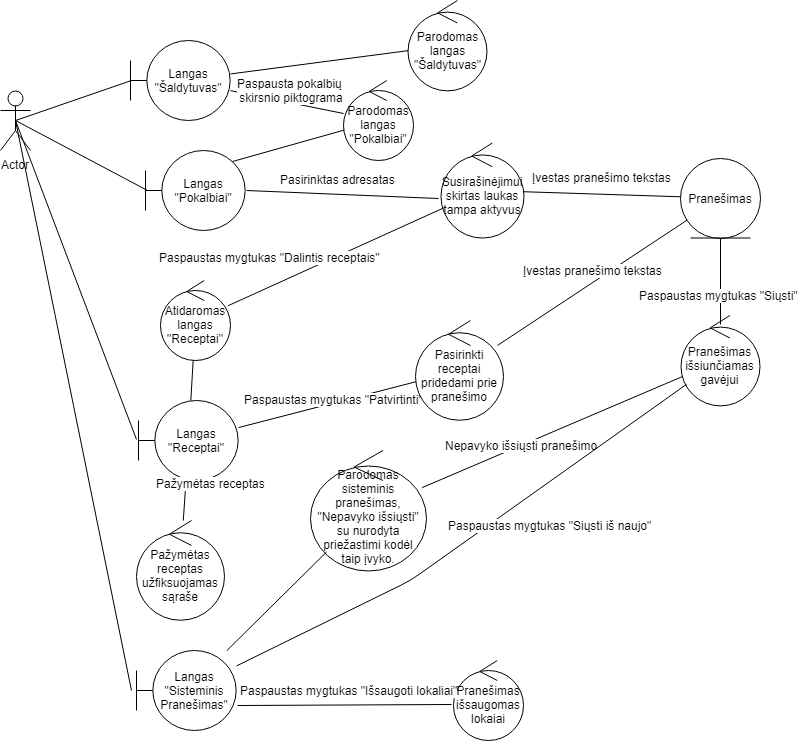 Parodomas
langas
"Šaldytuvas"
Langas
"Šaldytuvas"
Paspausta pokalbių
skirsnio piktograma
Parodomas
langas
"Pokalbiai"
Actor
Langas
"Pokalbiai"
Pasirinktas adresatas
Susirašinėjimui
skirtas laukas
tampa aktyvus
Įvestas pranešimo tekstas
Pranešimas
Paspaustas mygtukas "Dalintis receptais"
Įvestas pranešimo tekstas
Paspaustas mygtukas "Siųsti"
Atidaromas
langas
"Receptai"
Pasirinkti
receptai
pridedami prie
pranešimo
Pranešimas
išsiunčiamas
gavėjui
Paspaustas mygtukas "Patvirtinti
Langas
"Receptai"
Nepavyko išsiųsti pranešimo
Pažymėtas receptas
Parodomas
sisteminis
pranešimas,
"Nepavyko išsiųsti"
su nurodyta
priežastimi kodėl
taip įvyko.
Paspaustas mygtukas "Siųsti iš naujo"
Pažymėtas
receptas
užfiksuojamas
sąraše
Langas
"Sisteminis
Pranešimas"
Paspaustas mygtukas "Išsaugoti lokaliai"
Pranešimas
išsaugomas
lokaiai